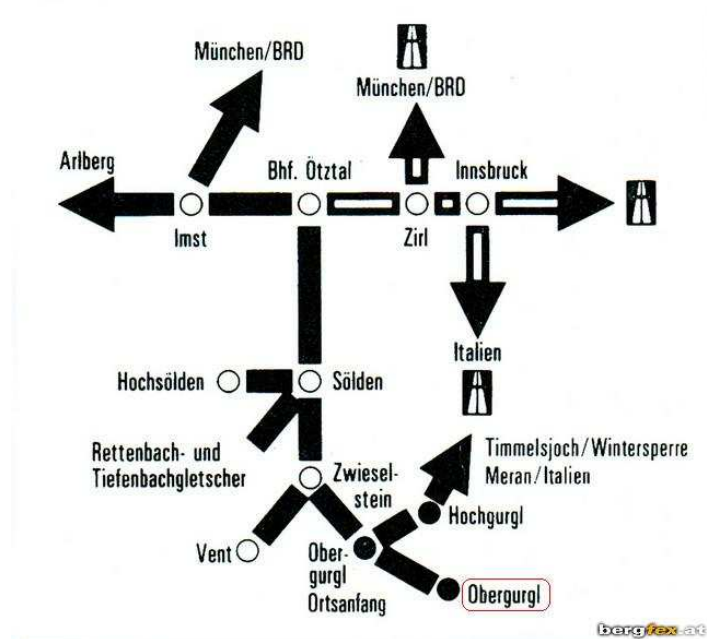 München/BRD
München/BRD
Arlberg
Bhf. Ötztal
Innsbruck
Imst
Zirl
Italien
Hochsölden
Sölden
Rettenbach- und
Tiefenbachgletscher
Zwiesel-
stein
Timmelsjoch/Wintersperre
Meran/Italien
Hochgurgl
Vent
Ober-
gurgl
Ortsanfang
Obergurgl
bergfex.at